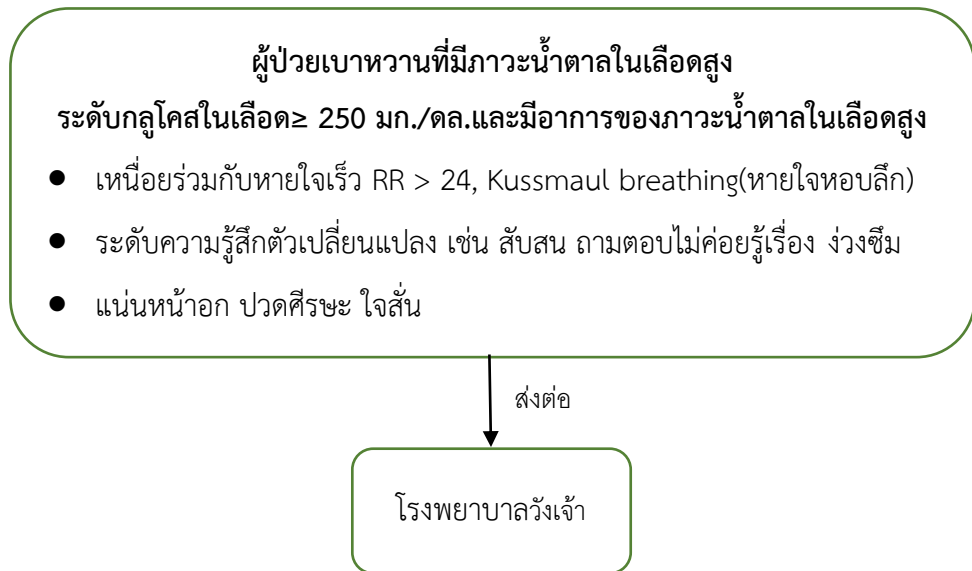 ผู้ป่วยเบาหวานที่มีภาวะน้ำตาลในเลือดสูง
ระดับกลูโคสในเลือด≥ 250 มก./ดล.และมีอาการของภาวะน้ำตาลในเลือดสูง
● เหนื่อยร่วมกับหายใจเร็ว RR > 24, Kussmaul breathing(หายใจหอบลึก)
● ระดับความรู้สึกตัวเปลี่ยนแปลง เช่น สับสน ถามตอบไม่ค่อยรู้เรื่อง ง่วงซึม
● แน่นหน้าอก ปวดศีรษะ ใจสั่น
ส่งต่อ
โรงพยาบาลวังเจ้า